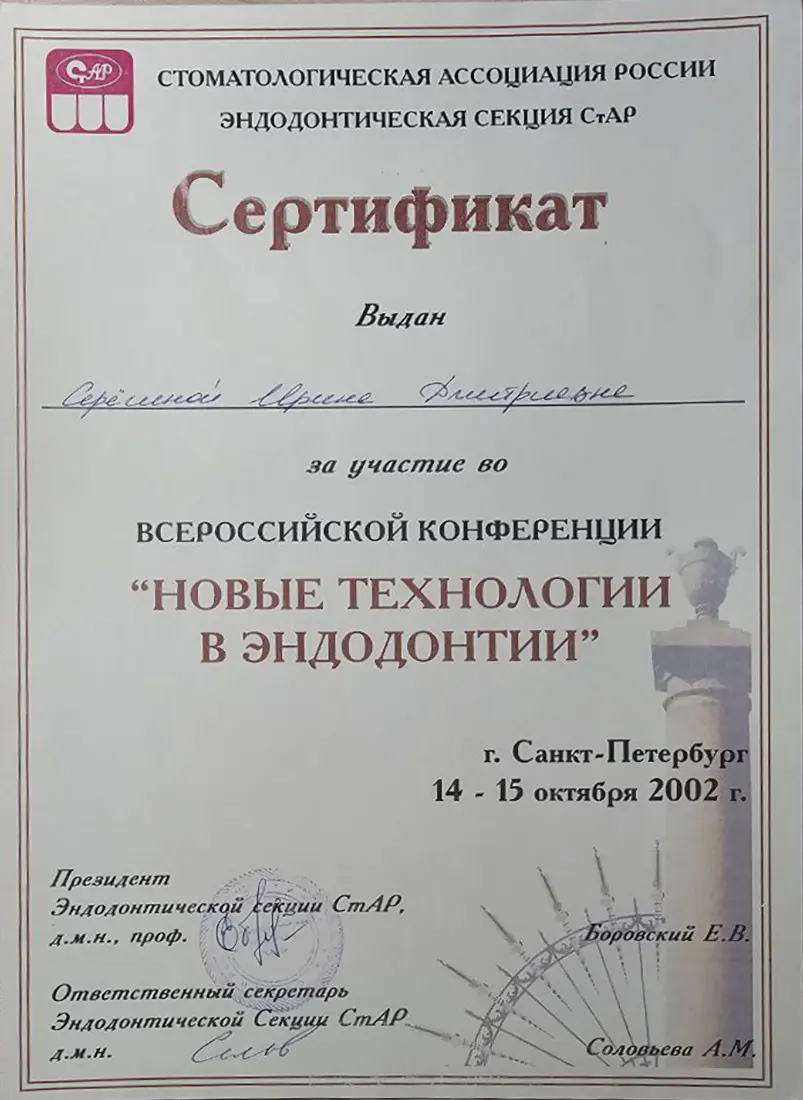 СтАР
СТОМАТОЛОГИЧЕСКАЯ АССОЦИАЦИЯ РОССИИ
ЭНДОДОНТИЧЕСКАЯ СЕКЦИЯ СтАР
Сертификат
Выдан
Серёгиной Ирине Дмитриевне
за участие во
ВСЕРОССИЙСКОЙ КОНФЕРЕНЦИИ
“НОВЫЕ ТЕХНОЛОГИИ
В ЭНДОДОНТИИ”
г. Санкт-Петербург
14 - 15 октября 2002 г.
Президент
Эндодонтической секции СтАР,
д.м.н., проф. Боровский Е.В.
Ответственный секретарь
Эндодонтической Секции СтАР
д.м.н. Соловьева А.М.